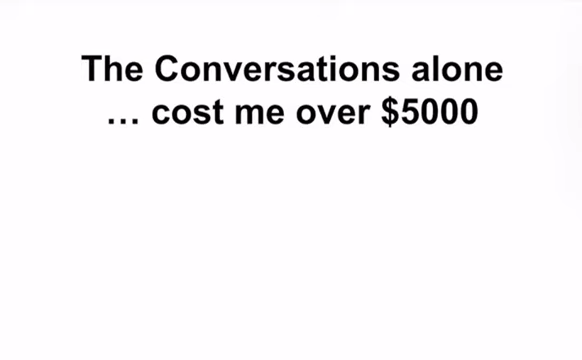 The Conversations alone
... cost me over $5000